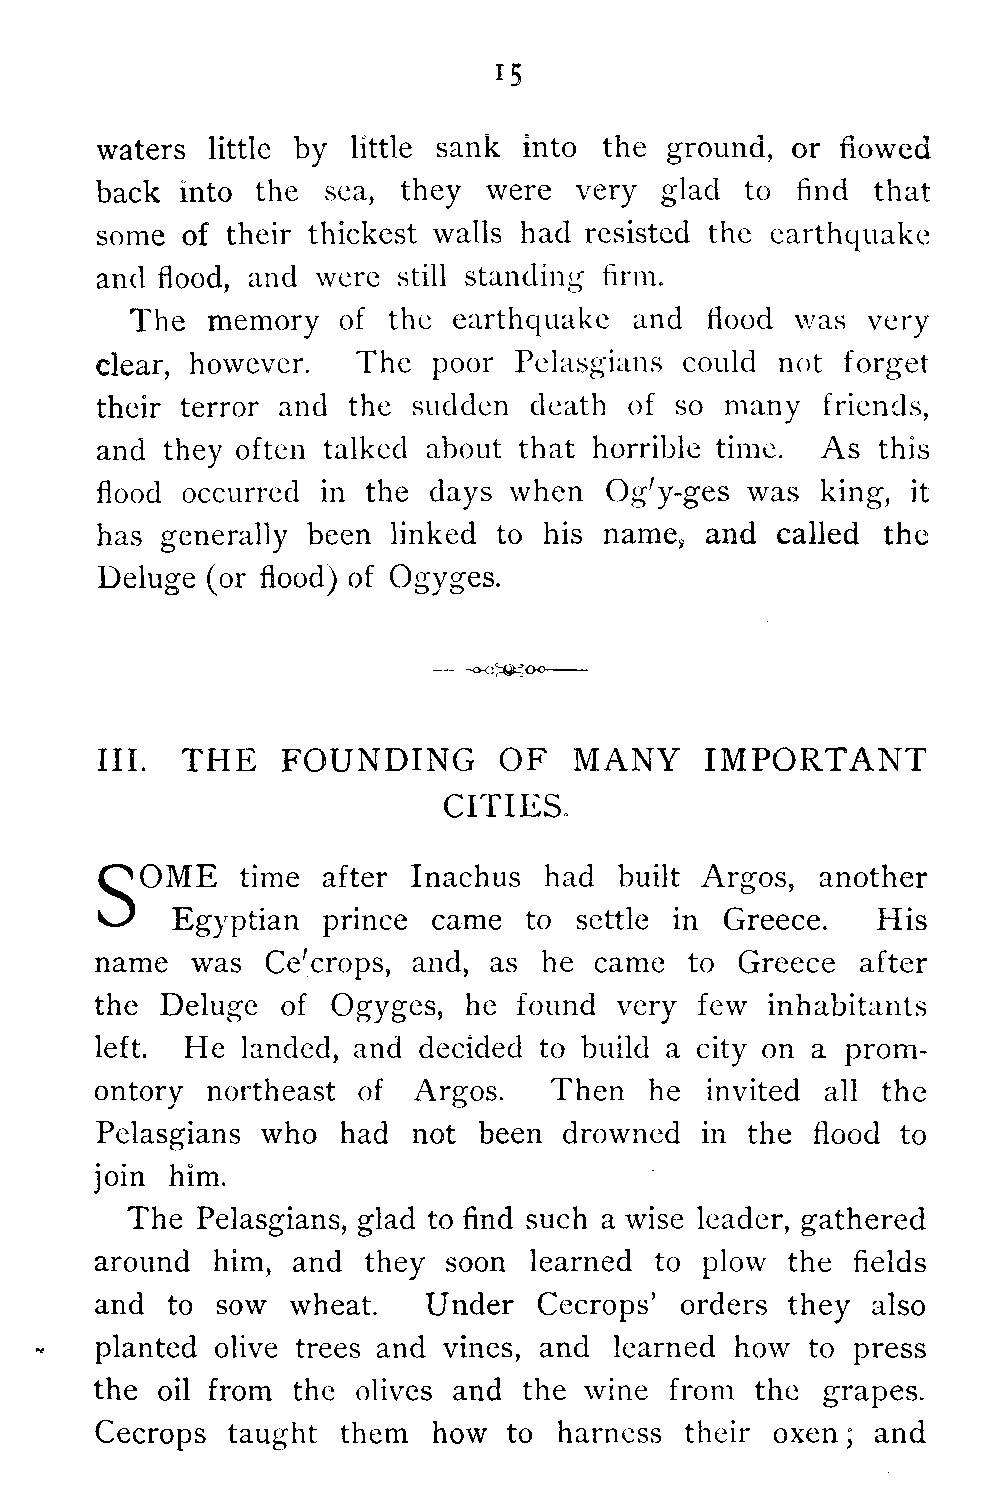 15
waters little by little sank into the ground, or flowed
back into the sea, they were very glad to find that
some of their thickest walls had resisted the earthquake
and flood, and were still standing firm.
The memory of the earthquake and flood was very
clear, however. The poor Pelasgians could not forget
their terror and the sudden death of so many friends,
and they often talked about that horrible time. As this
flood occurred in the days when Og′y-ges was king, it
has generally been linked to his name, and called the
Deluge (or flood) of Ogyges.
III. THE FOUNDING OF MANY IMPORTANT
CITIES.
SOME time after Inachus had built Argos, another
Egyptian prince came to settle in Greece. His
name was Ce′crops, and, as he came to Greece after
the Deluge of Ogyges, he found very few inhabitants
left. He landed, and decided to build a city on a prom-
ontory northeast of Argos. Then he invited all the
Pelasgians who had not been drowned in the flood to
join him.
The Pelasgians, glad to find such a wise leader, gathered
around him, and they soon learned to plow the fields
and to sow wheat. Under Cecrops' orders they also
planted olive trees and vines, and learned how to press
the oil from the olives and the wine from the grapes.
Cecrops taught them how to harness their oxen; and